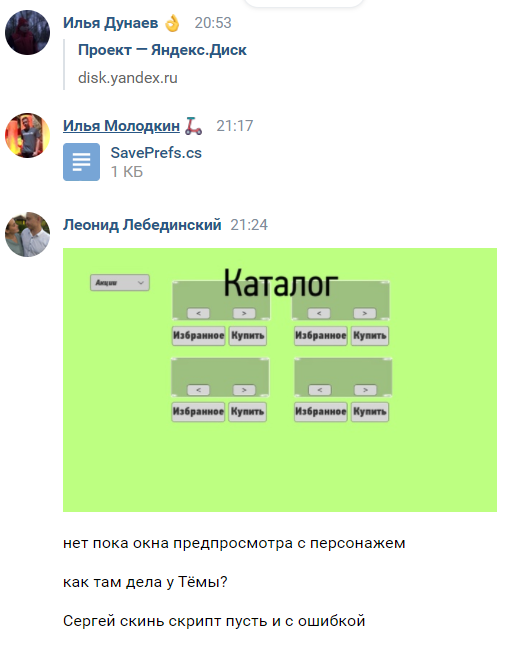 Илья Дунаев 👌 20:53
Проект — Яндекс.Диск
disk.yandex.ru
Илья Молодкин 🛴 21:17
SavePrefs.cs
1 КБ
Леонид Лебединский 21:24
Каталог
Акции
< > < >
Избранное Купить Избранное Купить
< > < >
Избранное Купить Избранное Купить
нет пока окна предпросмотра с персонажем
как там дела у Тёмы?
Сергей скинь скрипт пусть и с ошибкой